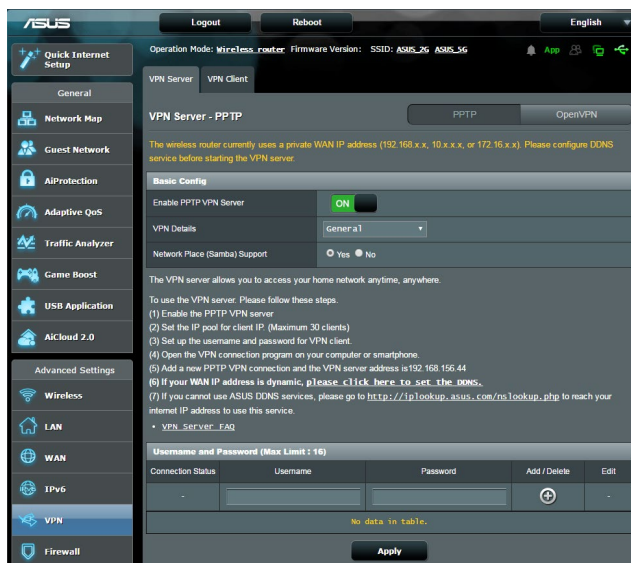 ASUS Logout Reboot English
Quick Internet Setup
Operation Mode: Wireless router Firmware Version: SSID: ASUS_2G ASUS_5G
App
VPN Server VPN Client
General
Network Map
Guest Network
AiProtection
Adaptive QoS
Traffic Analyzer
Game Boost
USB Application
AiCloud 2.0
Advanced Settings
Wireless
LAN
WAN
IPv6
VPN
Firewall
VPN Server - PPTP
PPTP OpenVPN
The wireless router currently uses a private WAN IP address (192.168.x.x, 10.x.x.x, or 172.16.x.x). Please configure DDNS
service before starting the VPN server.
Basic Config
Enable PPTP VPN Server ON
VPN Details General
Network Place (Samba) Support Yes No
The VPN server allows you to access your home network anytime, anywhere.
To use the VPN server. Please follow these steps.
(1) Enable the PPTP VPN server
(2) Set the IP pool for client IP. (Maximum 30 clients)
(3) Set up the username and password for VPN client.
(4) Open the VPN connection program on your computer or smartphone.
(5) Add a new PPTP VPN connection and the VPN server address is192.168.156.44
(6) If your WAN IP address is dynamic, please click here to set the DDNS.
(7) If you cannot use ASUS DDNS services, please go to http://iplookup.asus.com/nslookup.php to reach your
internet IP address to use this service.
• VPN Server FAQ
Username and Password (Max Limit : 16)
Connection Status Username Password Add / Delete Edit
- -
No data in table.
Apply